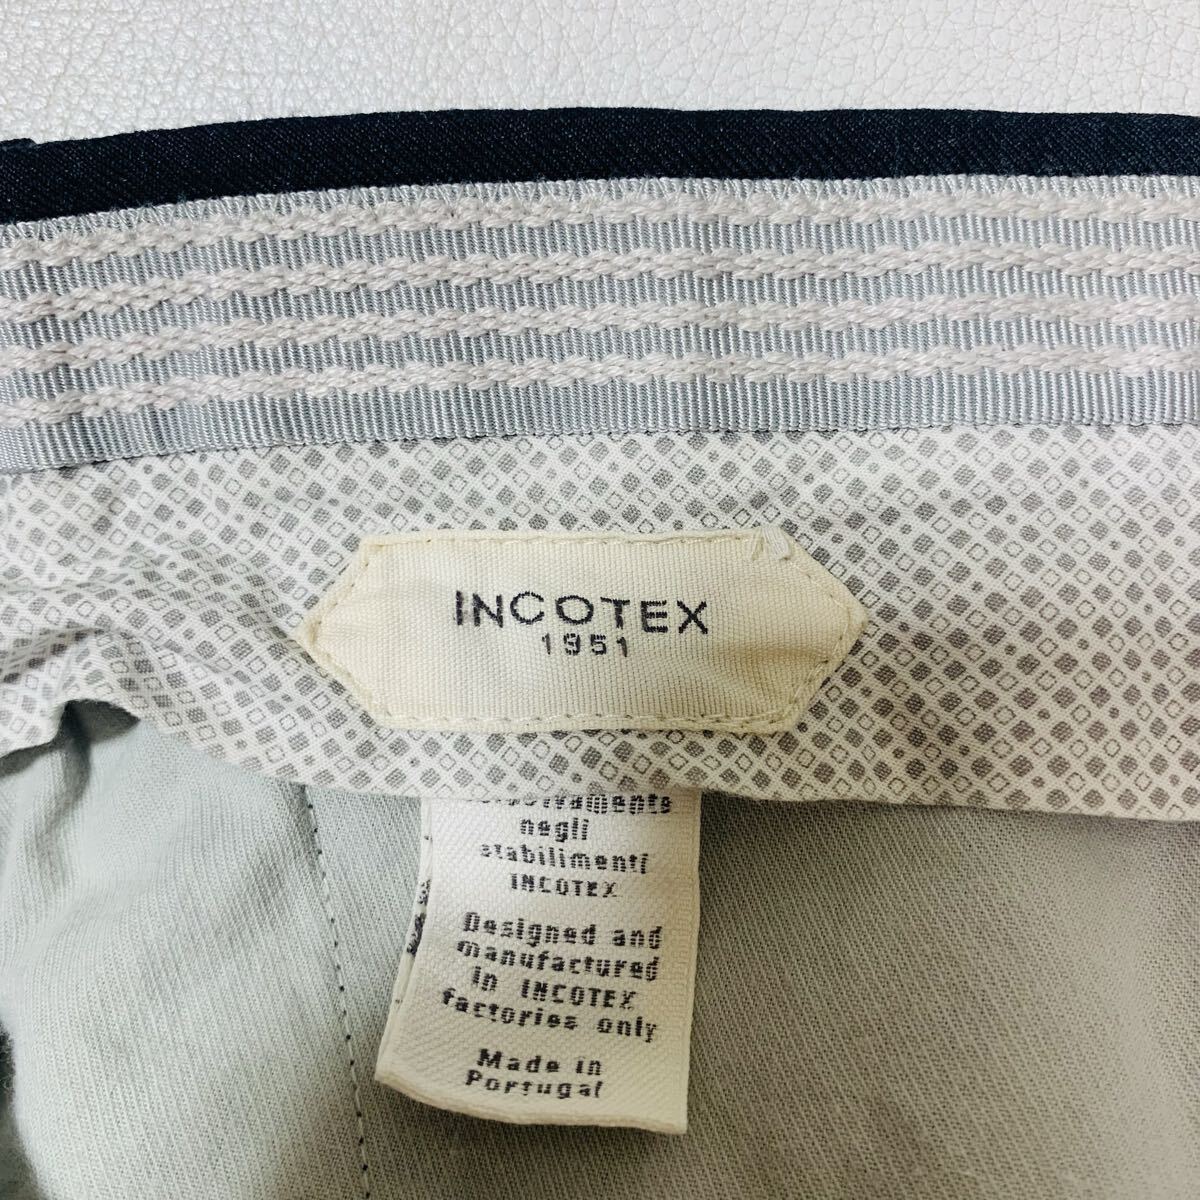 INCOTEX
1951
negli
stabilimenti
INCOTEX
Designed and
manufactured
in INCOTEX
factories only
Made in
Portugal